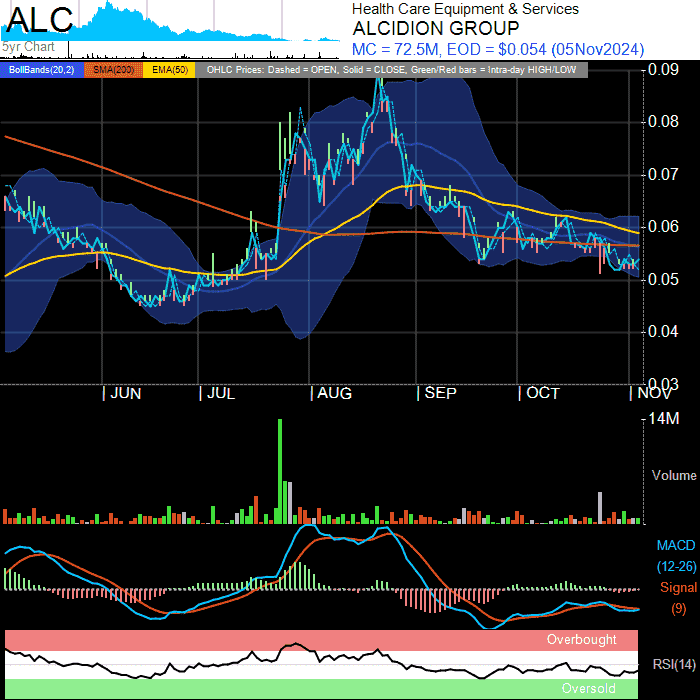 ALC
5yr Chart
Health Care Equipment & Services
ALCIDION GROUP
MC = 72.5M, EOD = $0.054 (05Nov2024)
BollBands(20,2) SMA(200) EMA(50) OHLC Prices: Dashed = OPEN, Solid = CLOSE, Green/Red bars = Intra-day HIGH/LOW
0.09
0.08
0.07
0.06
0.05
0.04
0.03
| JUN | JUL | AUG | SEP | OCT | NOV
14M
Volume
MACD
(12-26)
Signal
(9)
Overbought
RSI(14)
Oversold